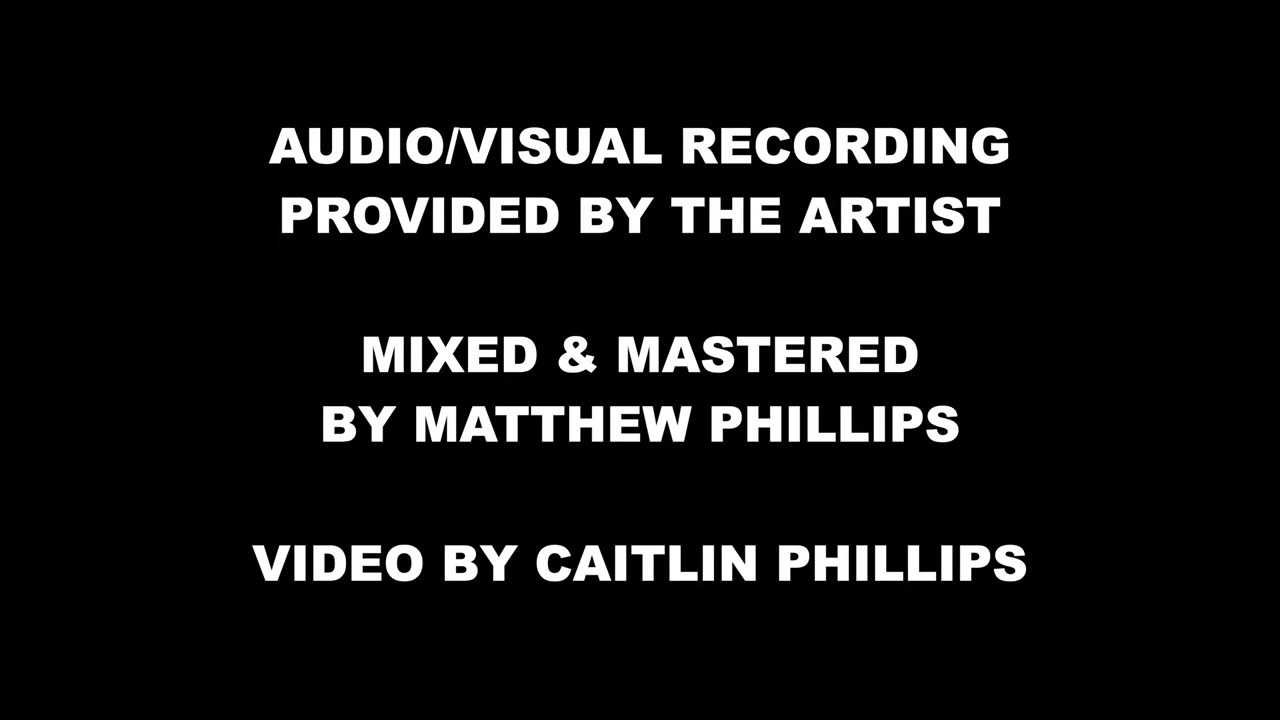 AUDIO/VISUAL RECORDING
PROVIDED BY THE ARTIST
MIXED & MASTERED
BY MATTHEW PHILLIPS
VIDEO BY CAITLIN PHILLIPS